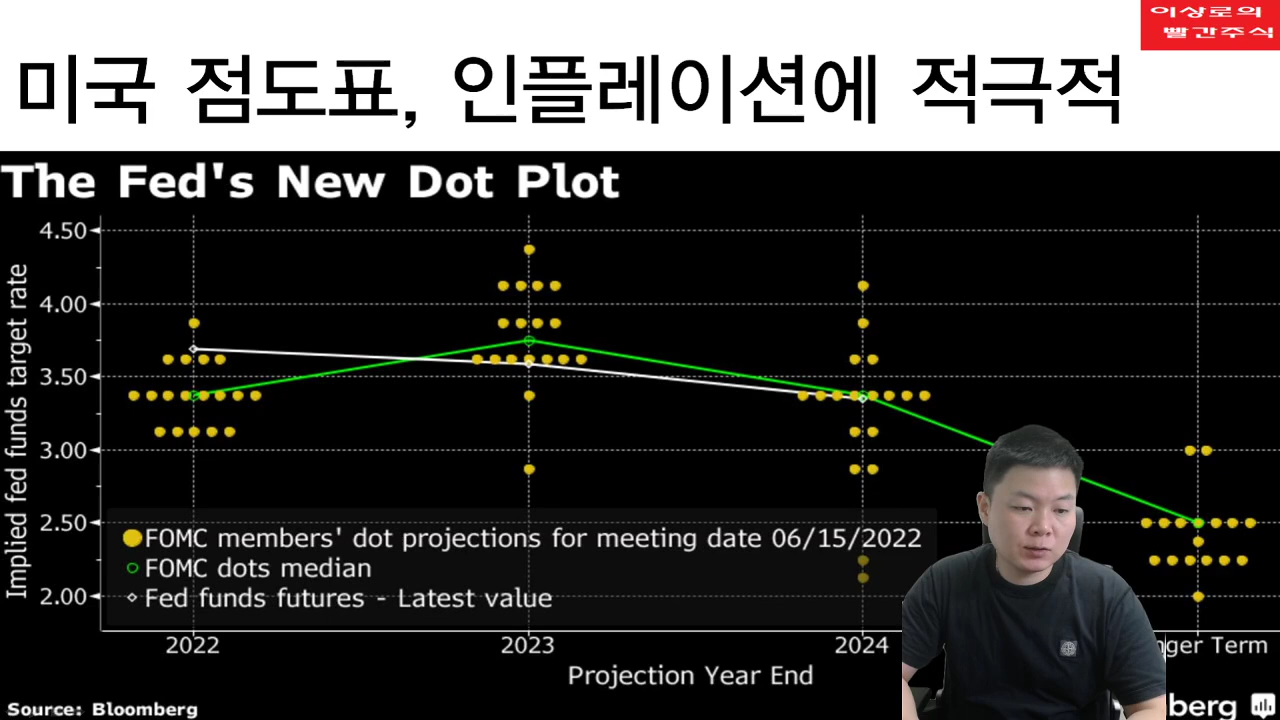 이상로의
빨간주식
미국 점도표, 인플레이션에 적극적
The Fed's New Dot Plot
Implied fed funds target rate
4.50
4.00
3.50
3.00
2.50
2.00
FOMC members' dot projections for meeting date 06/15/2022
FOMC dots median
Fed funds futures - Latest value
2022 2023 2024 nger Term
Projection Year End
Source: Bloomberg
berg